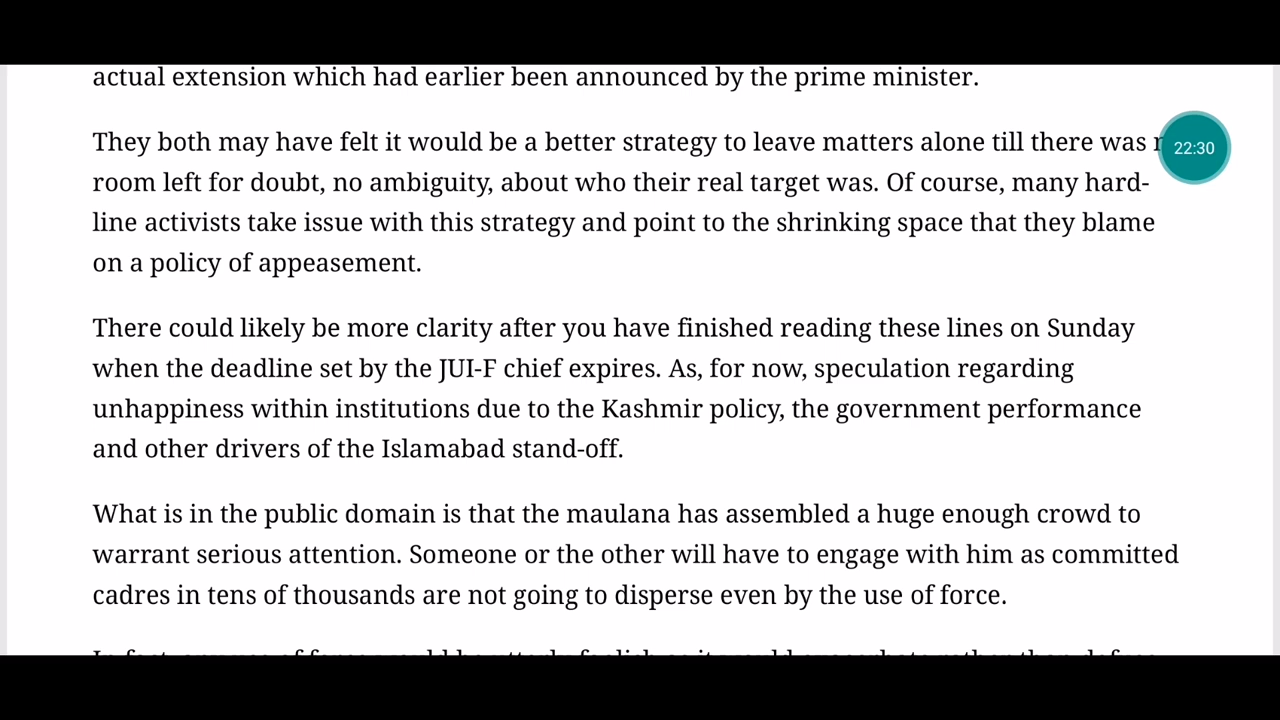 actual extension which had earlier been announced by the prime minister.
They both may have felt it would be a better strategy to leave matters alone till there was
22:30
room left for doubt, no ambiguity, about who their real target was. Of course, many hard-
line activists take issue with this strategy and point to the shrinking space that they blame
on a policy of appeasement.
There could likely be more clarity after you have finished reading these lines on Sunday
when the deadline set by the JUI-F chief expires. As, for now, speculation regarding
unhappiness within institutions due to the Kashmir policy, the government performance
and other drivers of the Islamabad stand-off.
What is in the public domain is that the maulana has assembled a huge enough crowd to
warrant serious attention. Someone or the other will have to engage with him as committed
cadres in tens of thousands are not going to disperse even by the use of force.